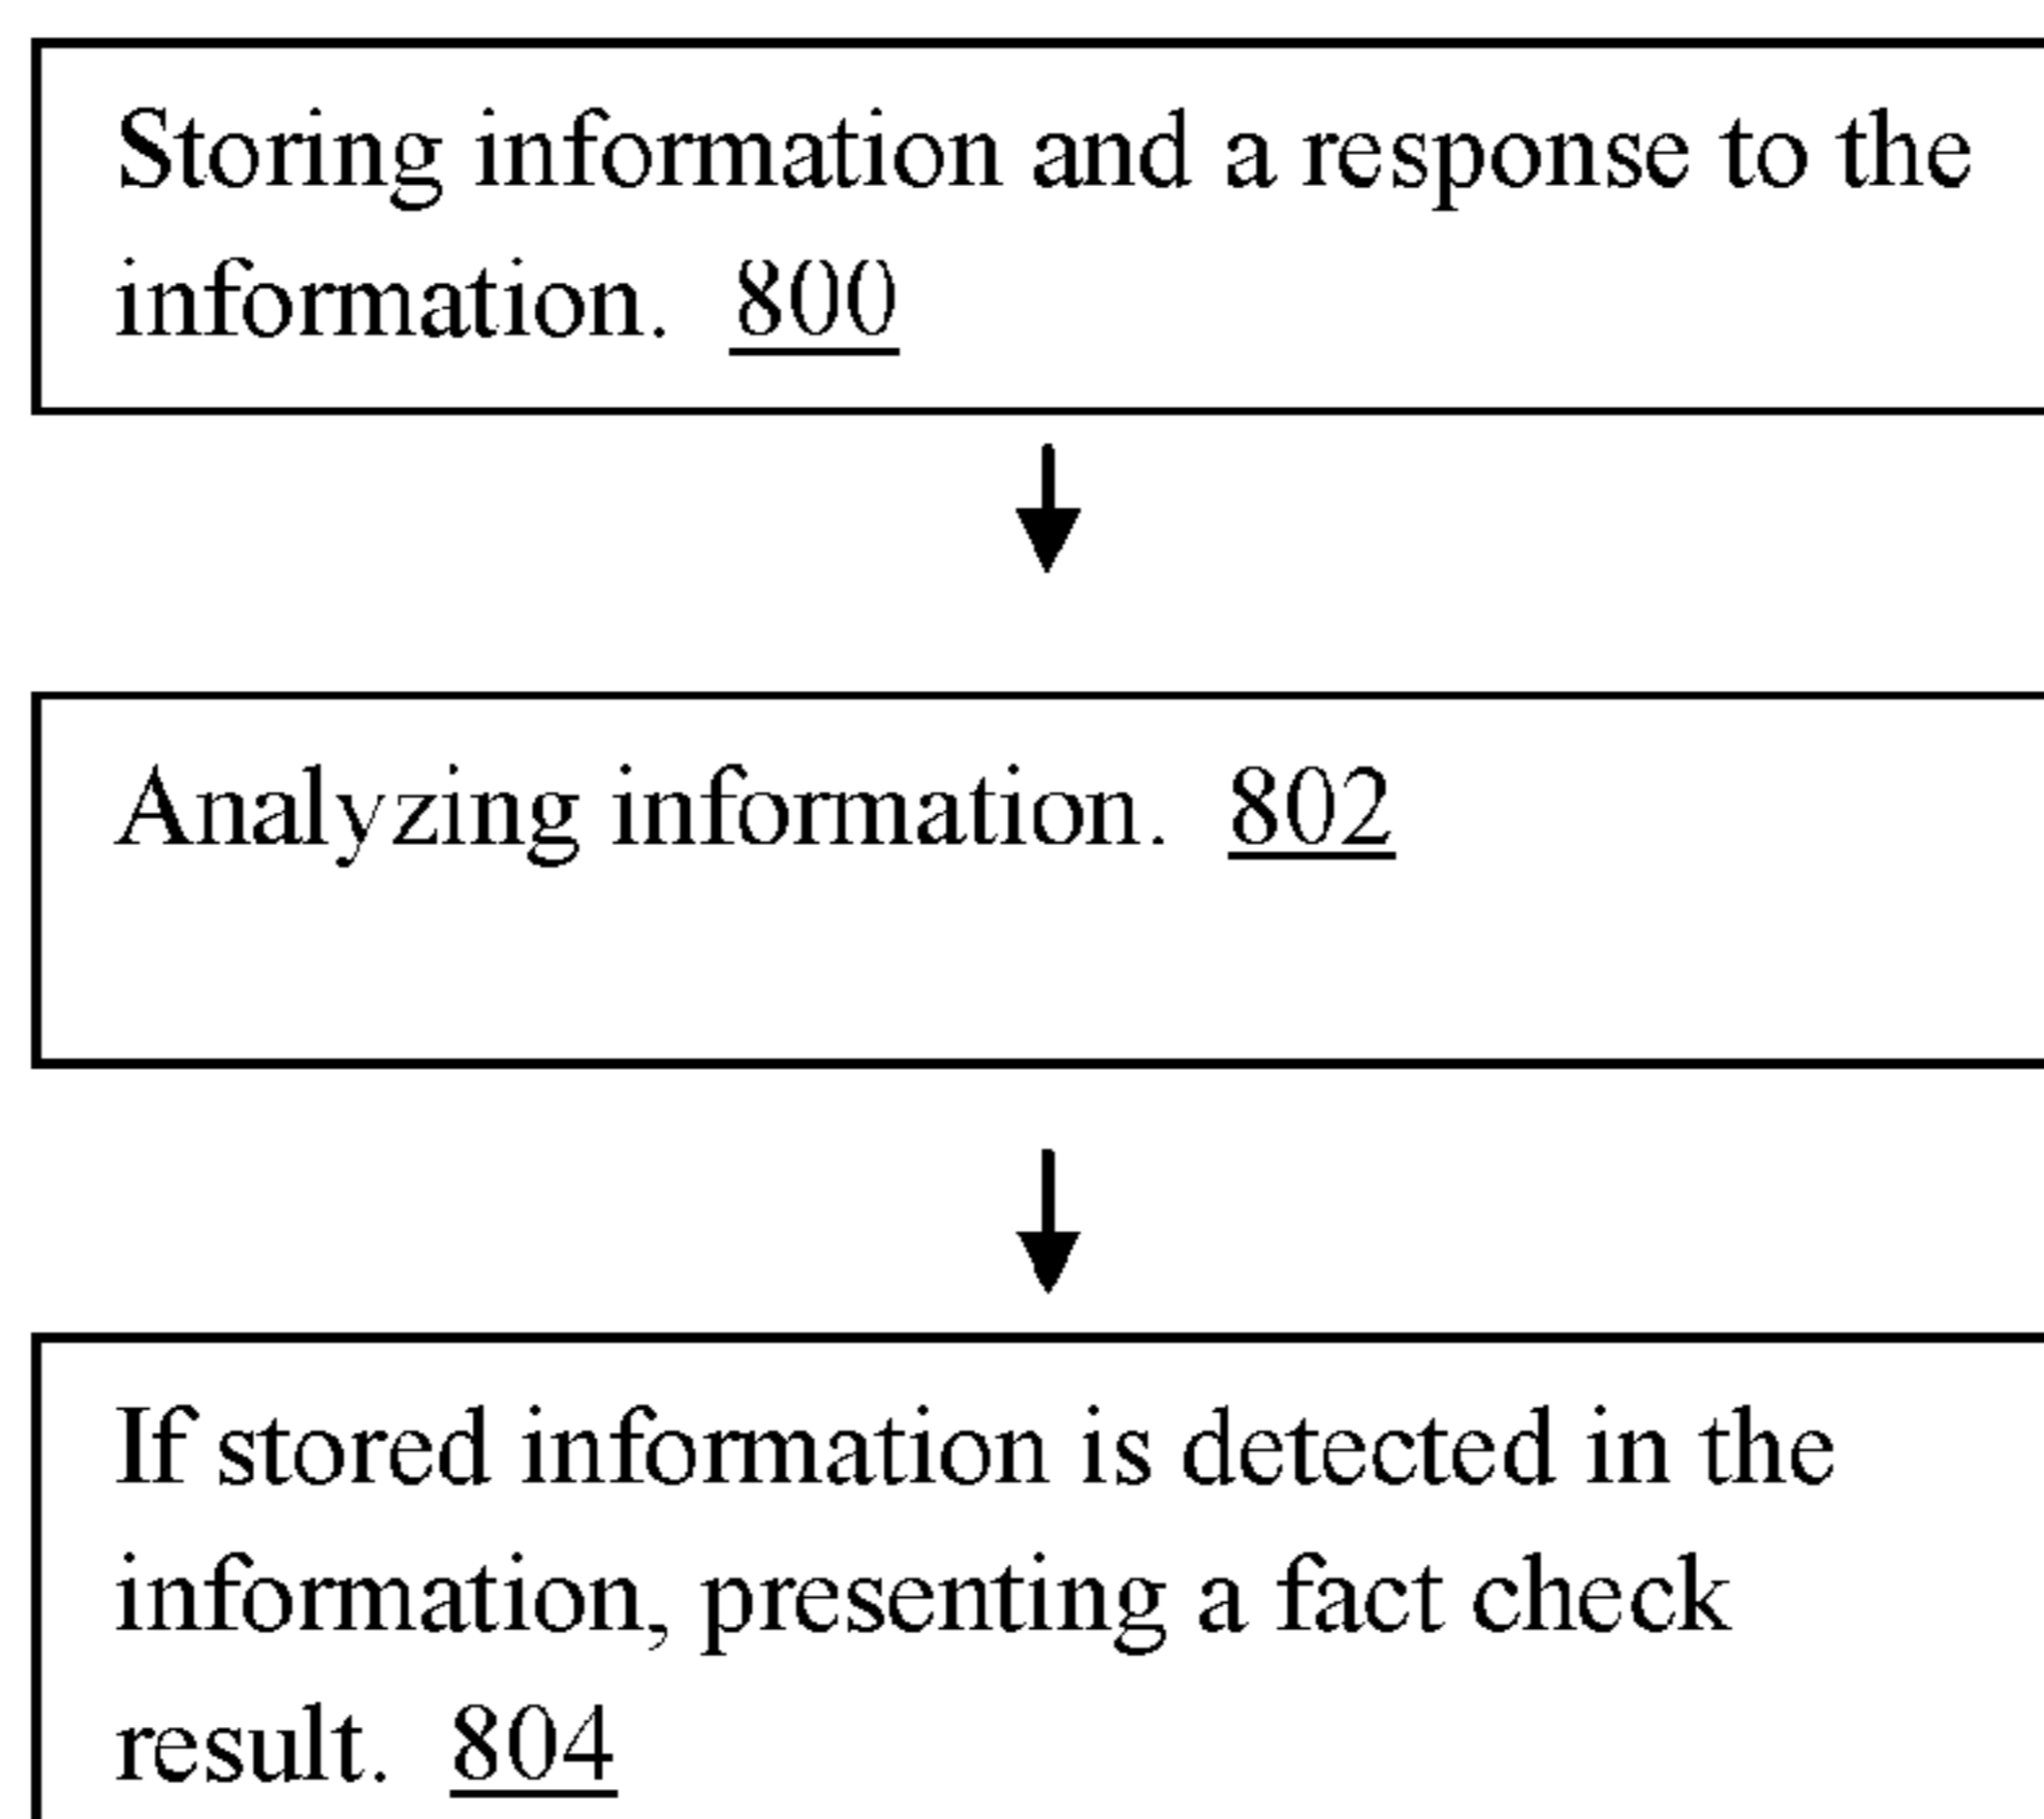 Storing information and a response to the
information. 800
Analyzing information. 802
If stored information is detected in the
information, presenting a fact check
result. 804